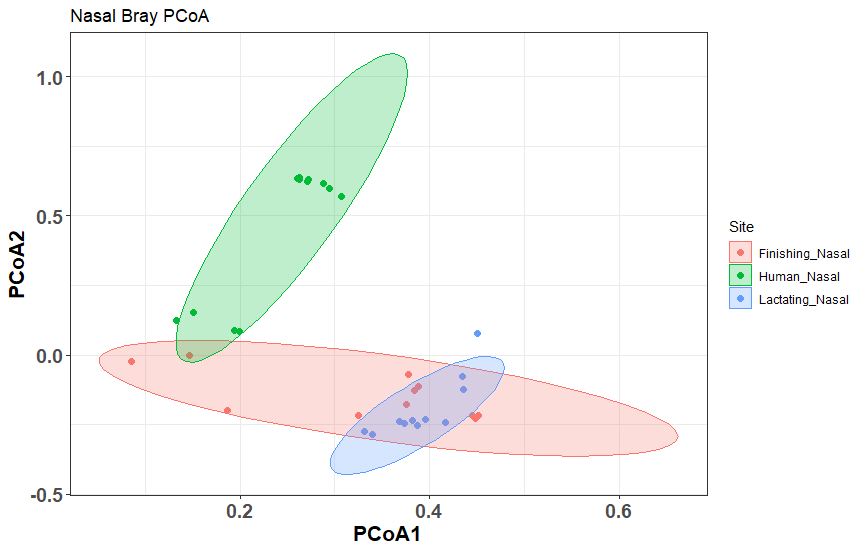 Nasal Bray PCoA
PCoA2
1.0
0.5
0.0
-0.5
0.2
0.4
0.6
PCoA1
Site
Finishing_Nasal
Human_Nasal
Lactating_Nasal